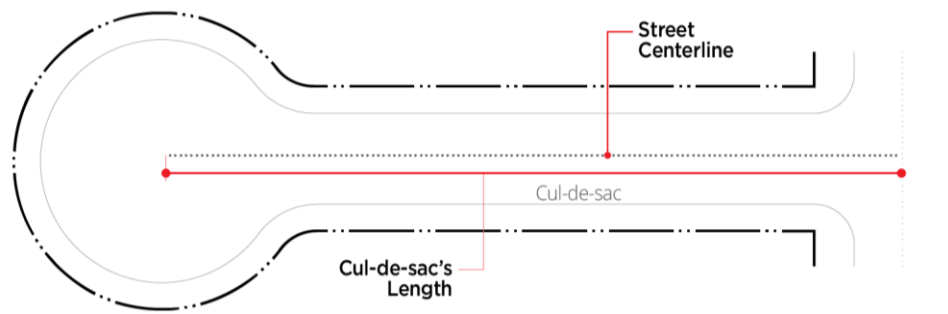 Street
Centerline
Cul-de-sac
Cul-de-sac’s
Length